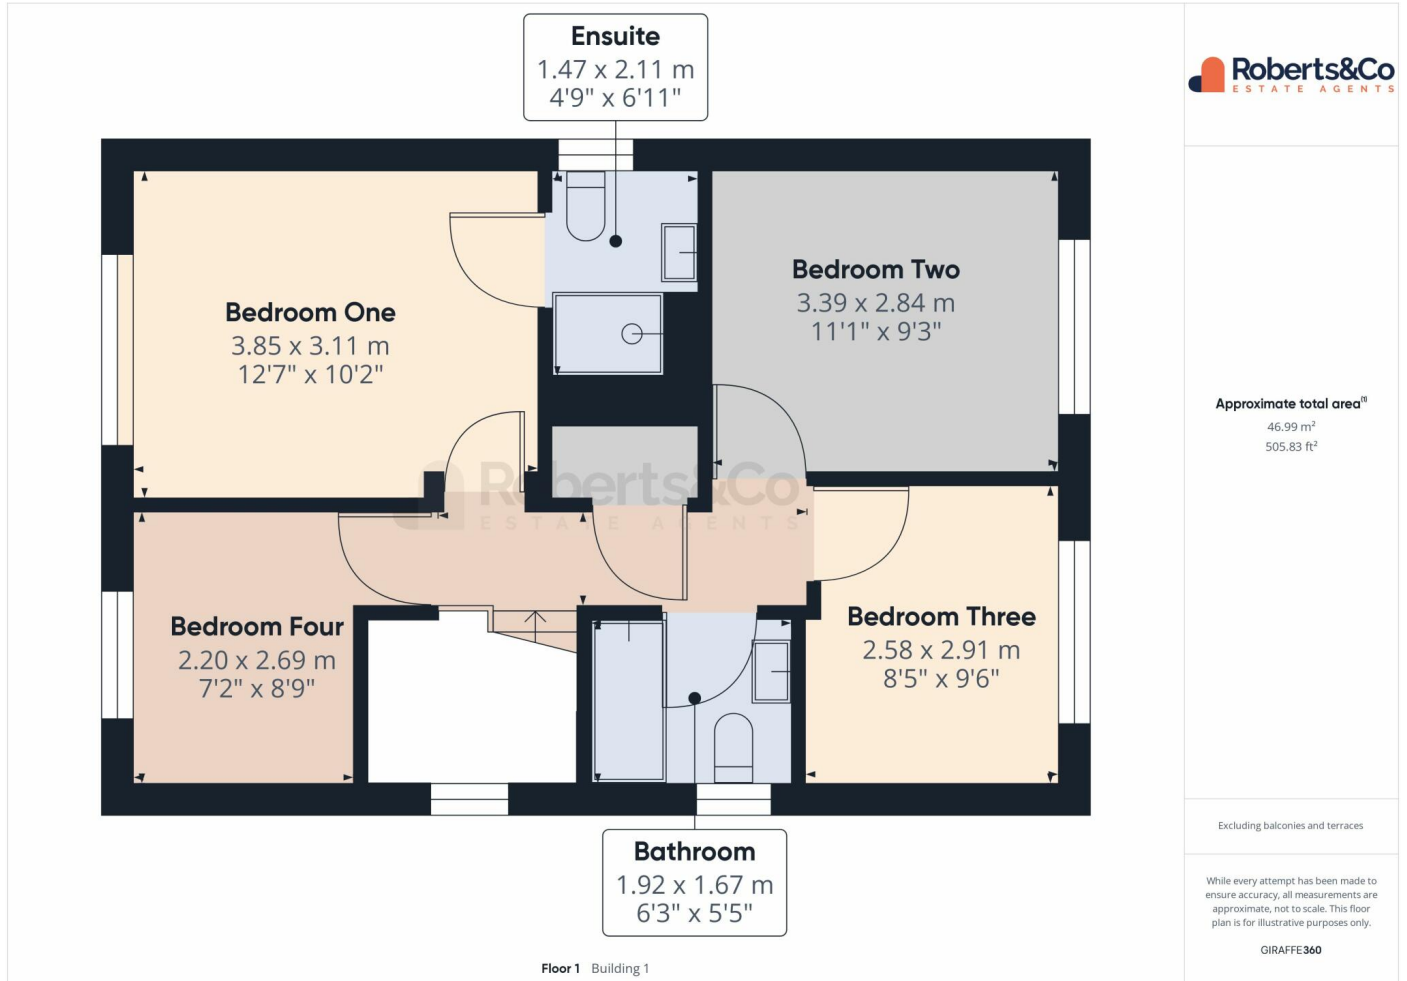 Ensuite
1.47 x 2.11 m
4'9" x 6'11"
Roberts&Co
ESTATE AGENTS
Bedroom One
3.85 x 3.11 m
12'7" x 10'2"
Bedroom Two
3.39 x 2.84 m
11'1" x 9'3"
Approximate total area(1)
46.99 m²
505.83 ft²
Roberts&Co
ESTATE AGENTS
Bedroom Four
2.20 x 2.69 m
7'2" x 8'9"
Bedroom Three
2.58 x 2.91 m
8'5" x 9'6"
Bathroom
1.92 x 1.67 m
6'3" x 5'5"
Excluding balconies and terraces
While every attempt has been made to
ensure accuracy, all measurements are
approximate, not to scale. This floor
plan is for illustrative purposes only.
GIRAFFE360
Floor 1 Building 1